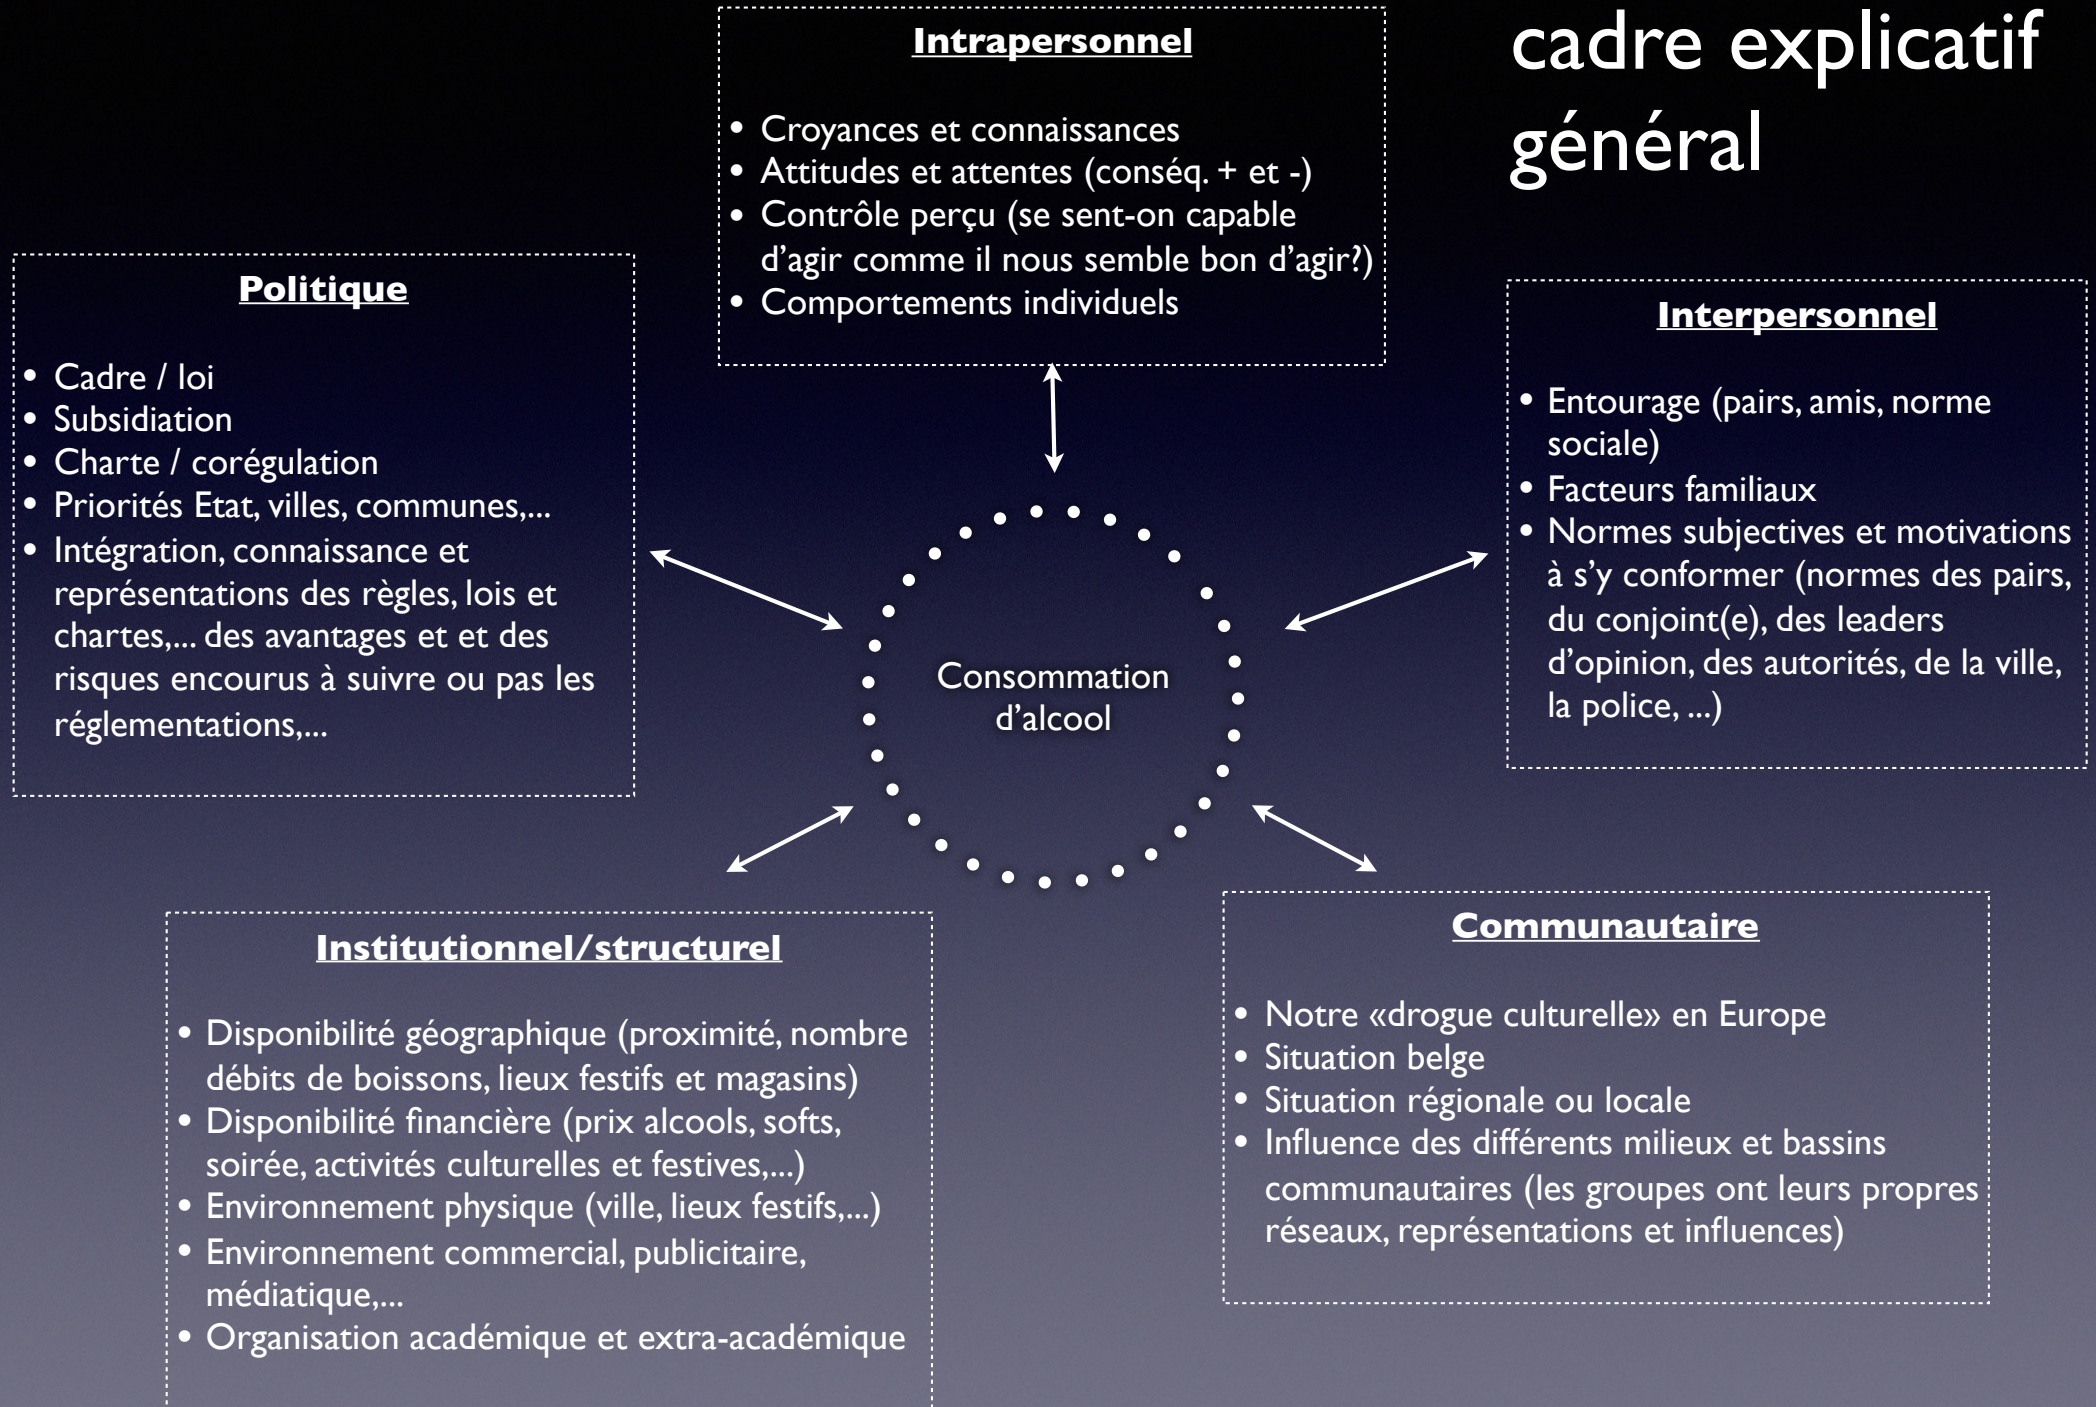 cadre explicatif
général
Intrapersonnel
• Croyances et connaissances
• Attitudes et attentes (conséq. + et -)
• Contrôle perçu (se sent-on capable
d’agir comme il nous semble bon d’agir?)
• Comportements individuels
Politique
• Cadre / loi
• Subsidiation
• Charte / corégulation
• Priorités Etat, villes, communes,...
• Intégration, connaissance et
représentations des règles, lois et
chartes,... des avantages et et des
risques encourus à suivre ou pas les
réglementations,...
Interpersonnel
• Entourage (pairs, amis, norme
sociale)
• Facteurs familiaux
• Normes subjectives et motivations
à s’y conformer (normes des pairs,
du conjoint(e), des leaders
d’opinion, des autorités, de la ville,
la police, ...)
Consommation
d’alcool
Institutionnel/structurel
• Disponibilité géographique (proximité, nombre
débits de boissons, lieux festifs et magasins)
• Disponibilité financière (prix alcools, softs,
soirée, activités culturelles et festives,...)
• Environnement physique (ville, lieux festifs,...)
• Environnement commercial, publicitaire,
médiatique,...
• Organisation académique et extra-académique
Communautaire
• Notre «drogue culturelle» en Europe
• Situation belge
• Situation régionale ou locale
• Influence des différents milieux et bassins
communautaires (les groupes ont leurs propres
réseaux, représentations et influences)